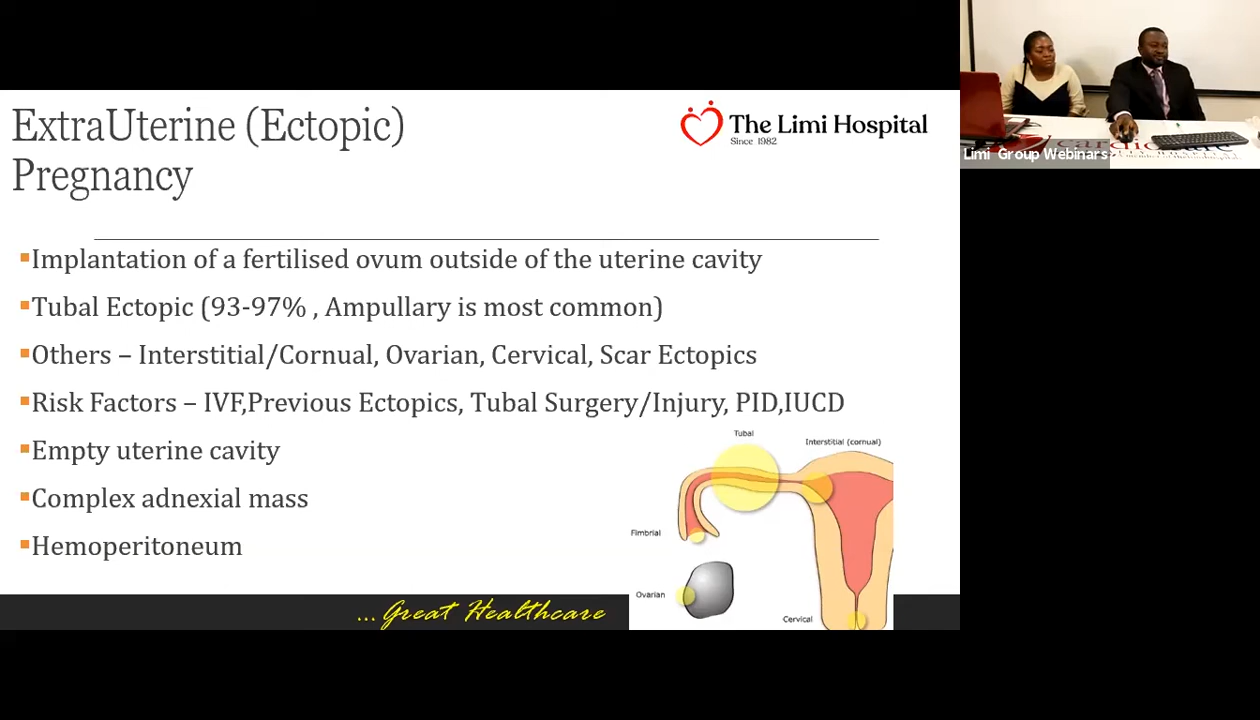 ExtraUterine (Ectopic)
Pregnancy
The Limi Hospital
Since 1982
Limi Group Webinars
Implantation of a fertilised ovum outside of the uterine cavity
Tubal Ectopic (93-97% , Ampullary is most common)
Others – Interstitial/Cornual, Ovarian, Cervical, Scar Ectopics
Risk Factors – IVF,Previous Ectopics, Tubal Surgery/Injury, PID,IUCD
Empty uterine cavity
Complex adnexial mass
Hemoperitoneum
Tubal
Interstitial (cornual)
Fimbrial
Ovarian
Cervical
... Great Healthcare